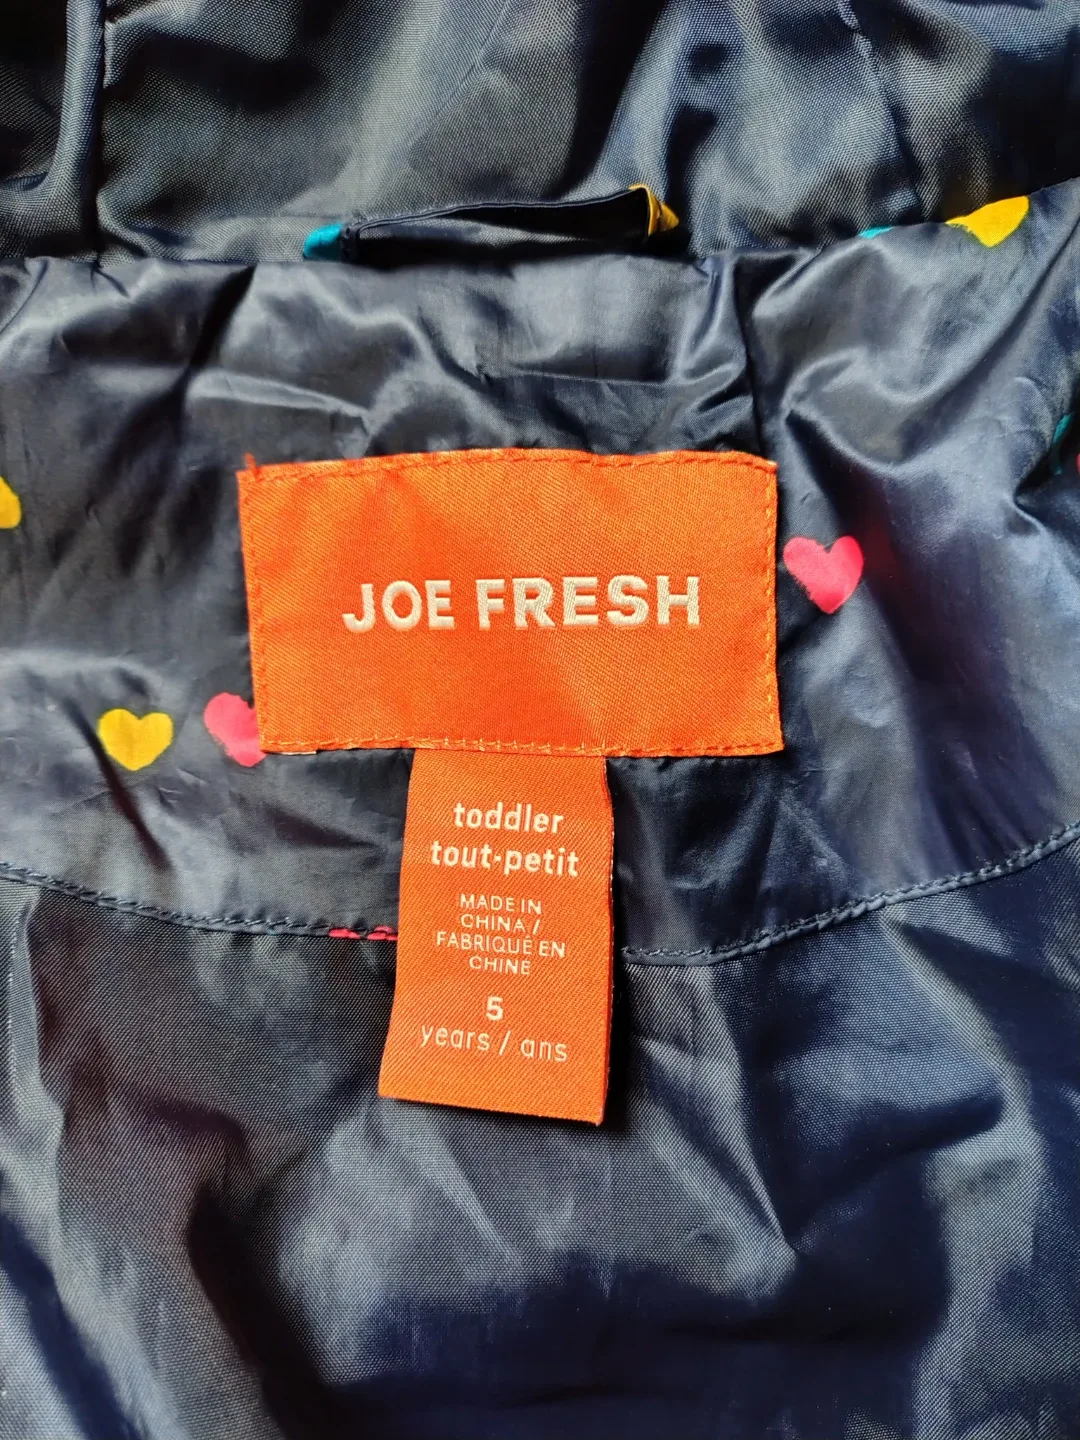 JOE FRESH
toddler
tout-petit
MADE IN
CHINA /
FABRIQUÉ EN
CHINE
5
years / ans